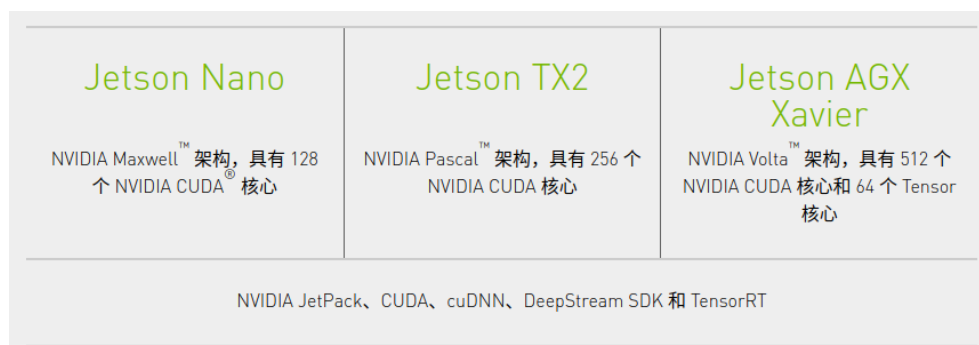 Jetson Nano
NVIDIA Maxwell™ 架构，具有 128
个 NVIDIA CUDA® 核心
Jetson TX2
NVIDIA Pascal™ 架构，具有 256 个
NVIDIA CUDA 核心
Jetson AGX
Xavier
NVIDIA Volta™ 架构，具有 512 个
NVIDIA CUDA 核心和 64 个 Tensor
核心
NVIDIA JetPack、CUDA、cuDNN、DeepStream SDK 和 TensorRT